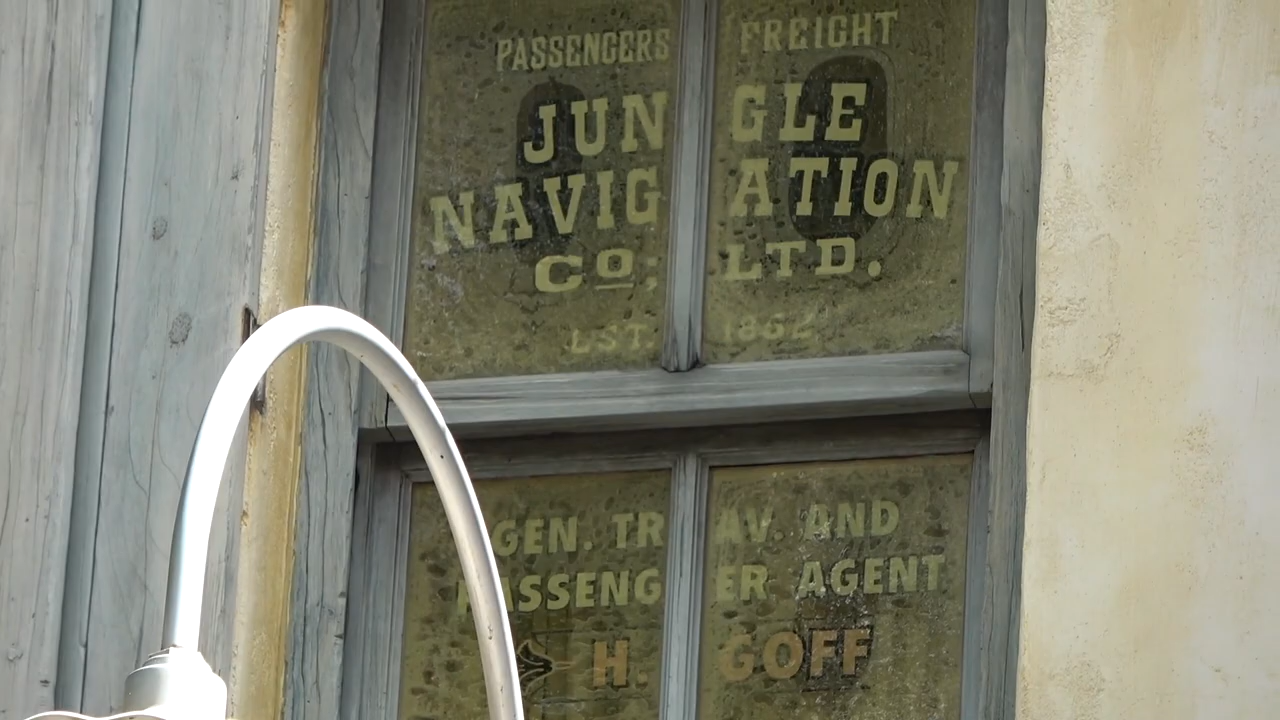 PASSENGERS FREIGHT
JUNGLE
NAVIGATION
Co; LTD.
EST. 1862
GEN. TRAV. AND
PASSENGER AGENT
H. GOFF